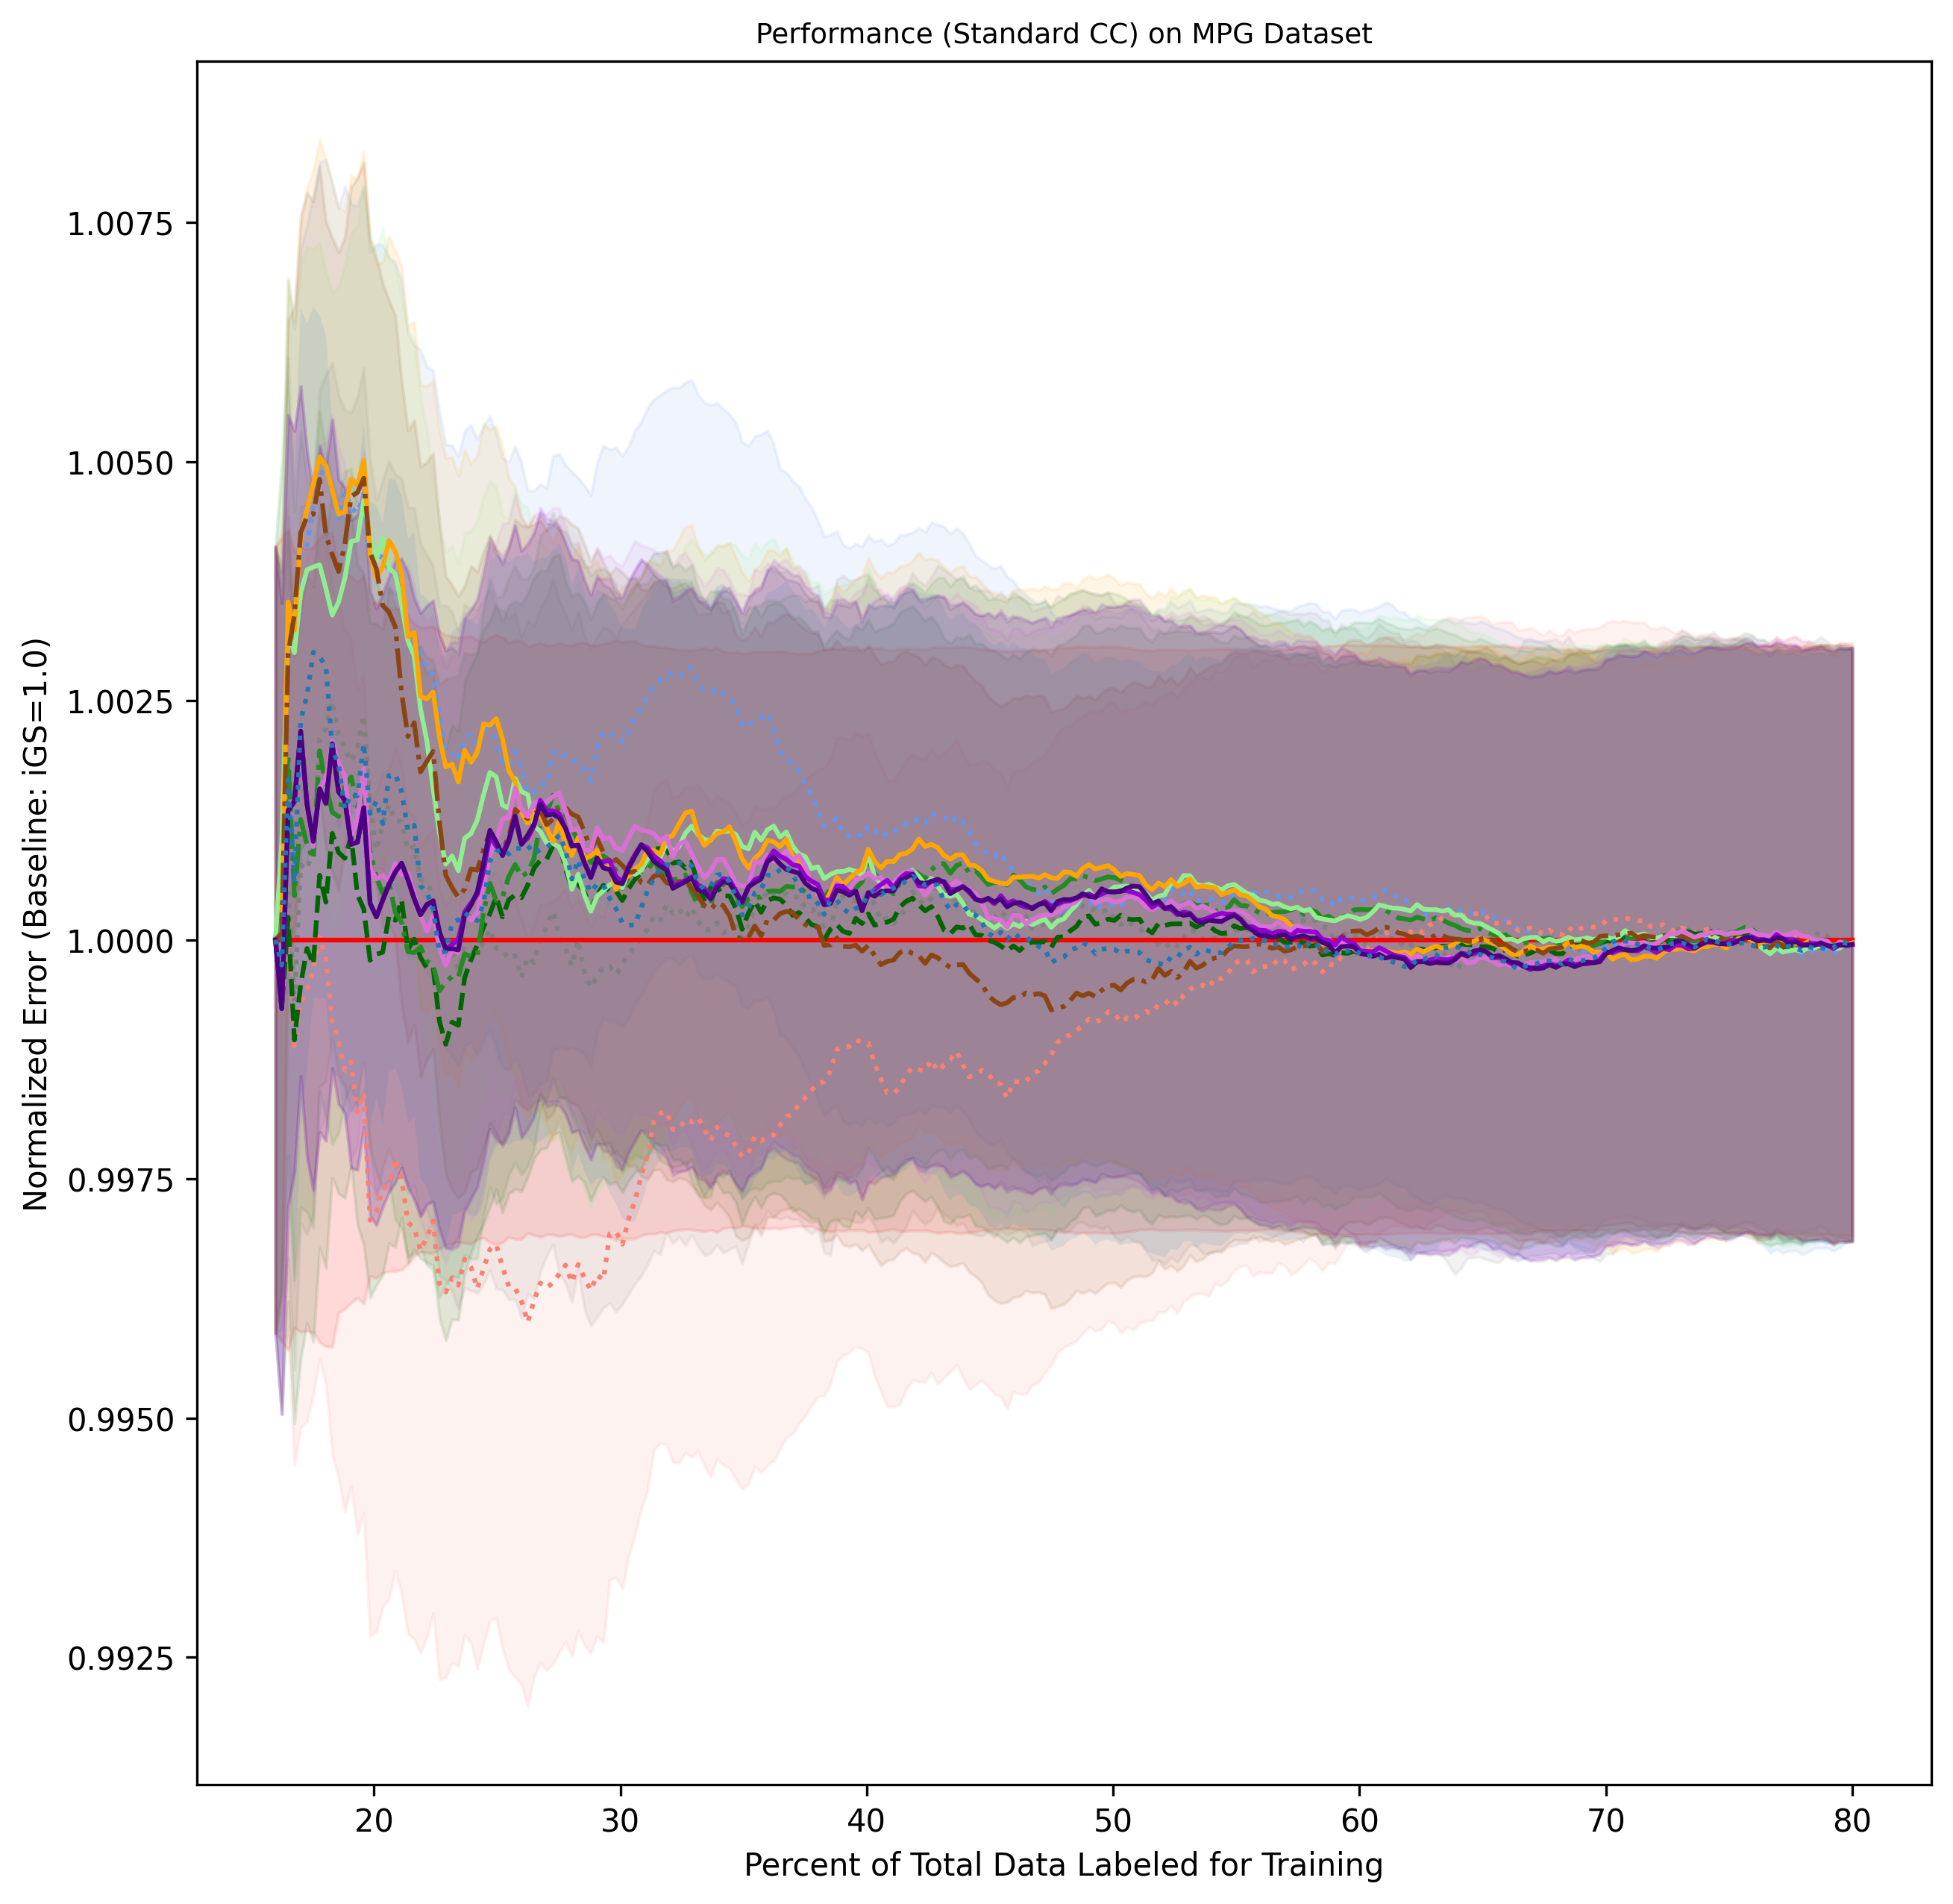 Performance (Standard CC) on MPG Dataset
Normalized Error (Baseline: iGS=1.0)
1.0075
1.0050
1.0025
1.0000
0.9975
0.9950
0.9925
20 30 40 50 60 70 80
Percent of Total Data Labeled for Training